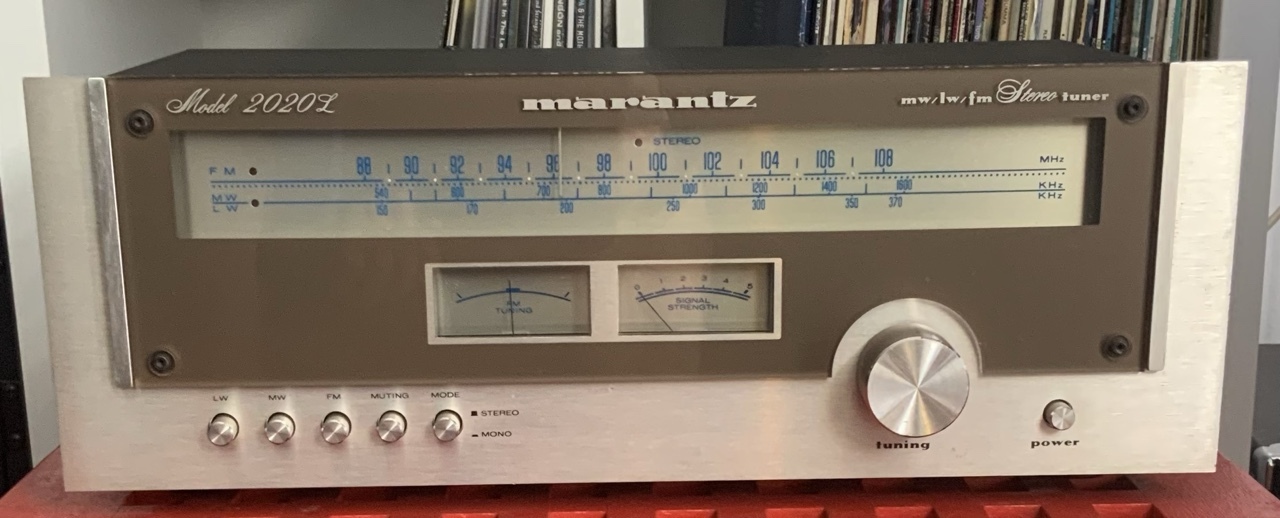 Model 2020L
marantz
mw/lw/fm Stereo tuner
STEREO
FM 88 90 92 94 96 98 100 102 104 106 108 MHz
MW 540 600 700 800 1000 1200 1400 1600 KHz
LW 150 170 200 250 300 350 370 KHz
FM
TUNING
0 1 2 3 4 5
SIGNAL
STRENGTH
LW MW FM MUTING MODE
STEREO
MONO
tuning
power